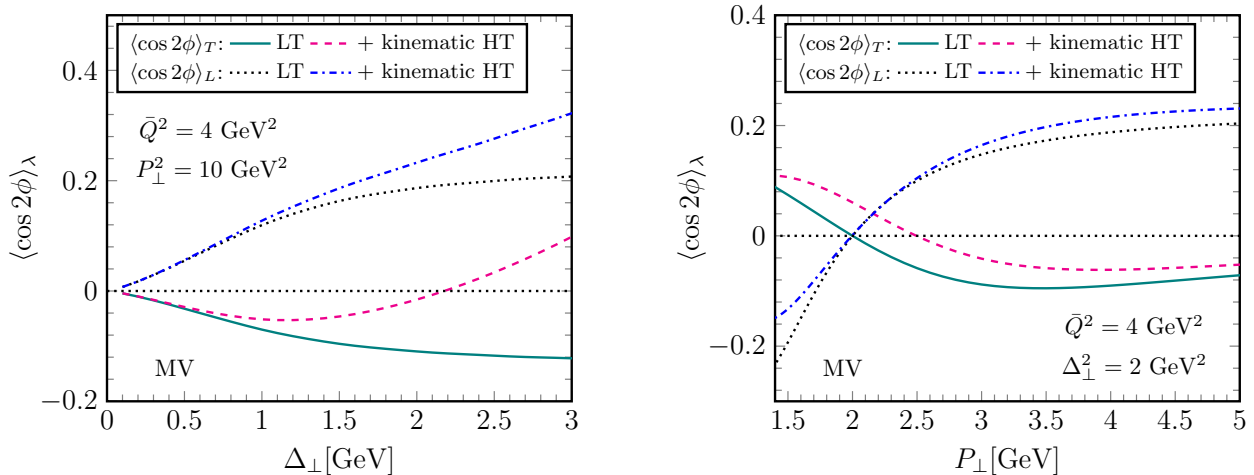 ⟨cos 2ϕ⟩_T: LT + kinematic HT
⟨cos 2ϕ⟩_L: LT + kinematic HT
Q̄² = 4 GeV²
P⊥² = 10 GeV²
MV
⟨cos 2ϕ⟩_λ
0.4
0.2
0
−0.2
0 0.5 1 1.5 2 2.5 3
Δ⊥[GeV]
⟨cos 2ϕ⟩_T: LT + kinematic HT
⟨cos 2ϕ⟩_L: LT + kinematic HT
Q̄² = 4 GeV²
Δ⊥² = 2 GeV²
MV
⟨cos 2ϕ⟩_λ
0.4
0.2
0
−0.2
1.5 2 2.5 3 3.5 4 4.5 5
P⊥[GeV]